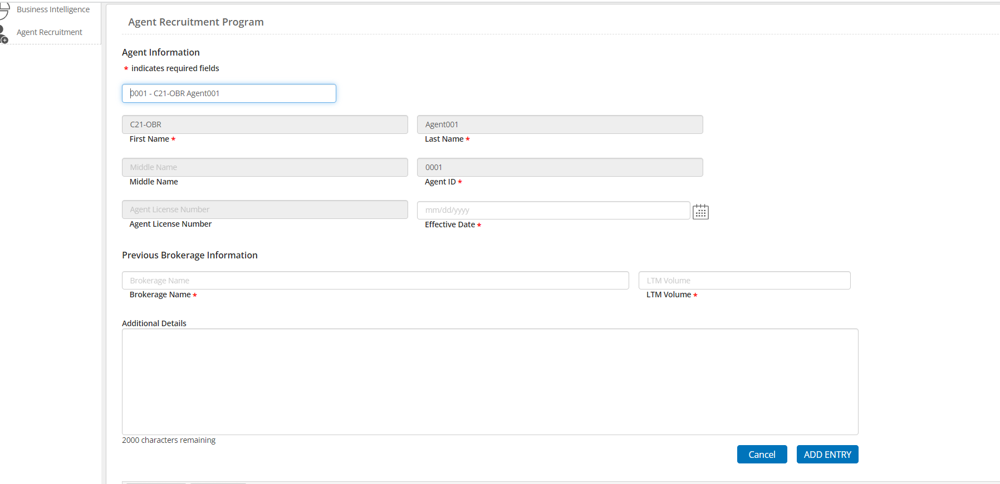 Business Intelligence
Agent Recruitment
Agent Recruitment Program
Agent Information
* indicates required fields
0001 - C21-OBR Agent001
C21-OBR
Agent001
First Name *
Last Name *
Middle Name
0001
Middle Name
Agent ID *
Agent License Number
mm/dd/yyyy
Agent License Number
Effective Date *
Previous Brokerage Information
Brokerage Name
LTM Volume
Brokerage Name *
LTM Volume *
Additional Details
2000 characters remaining
Cancel
ADD ENTRY